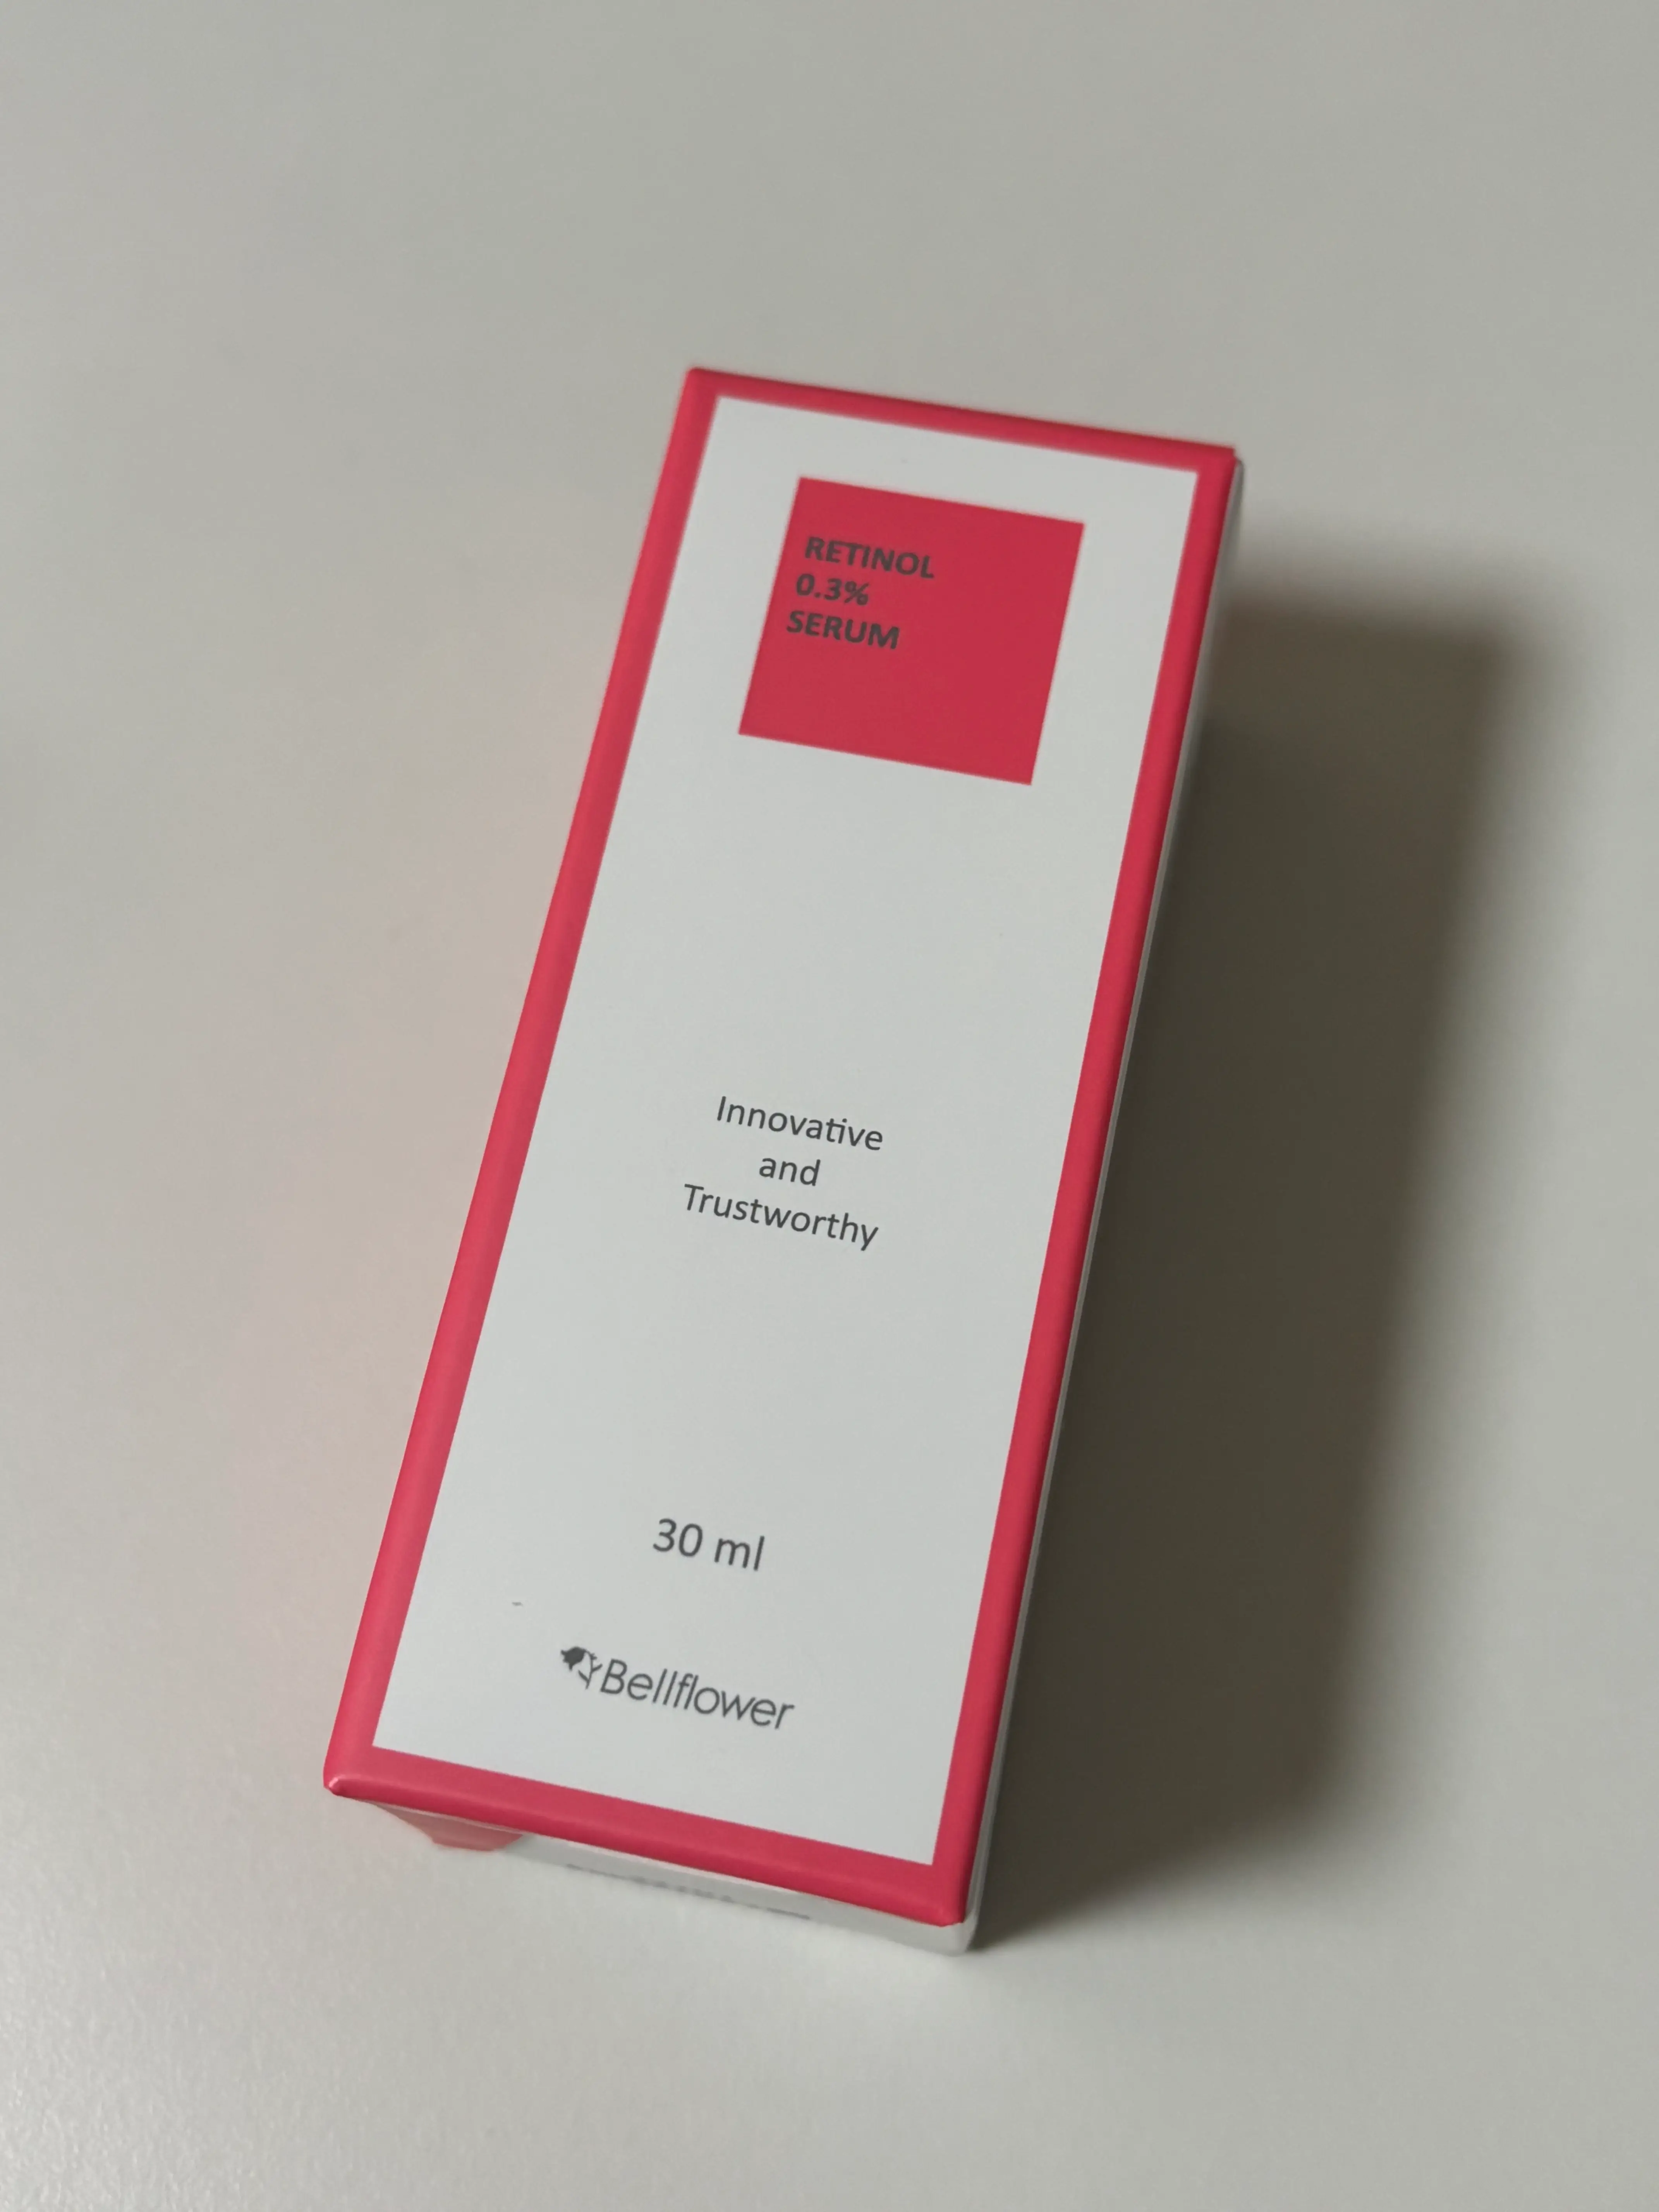 RETINOL
0.3%
SERUM
Innovative
and
Trustworthy
30 ml
Bellflower